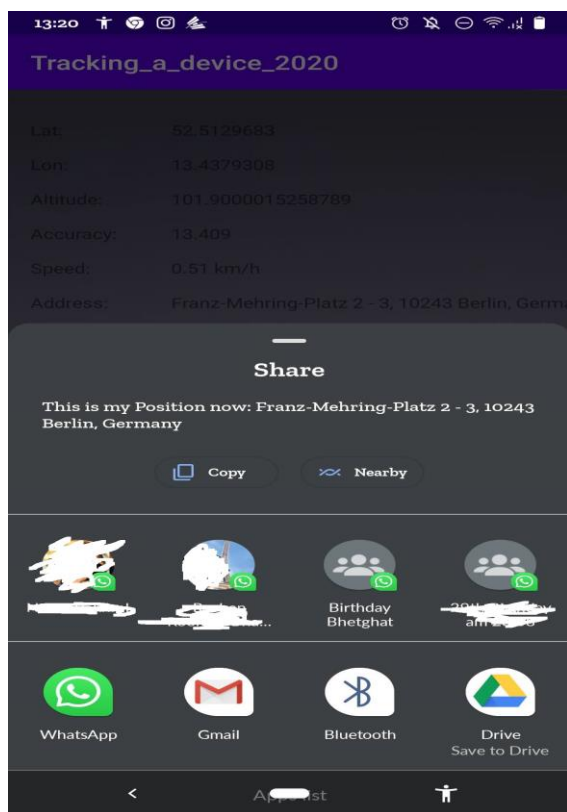 13:20
Tracking_a_device_2020
Lat: 52.5129683
Lon: 13.4379308
Altitude: 101.9000015258789
Accuracy: 13.409
Speed: 0.51 km/h
Address: Franz-Mehring-Platz 2 - 3, 10243 Berlin, Germ
Share
This is my Position now: Franz-Mehring-Platz 2 - 3, 10243
Berlin, Germany
Copy Nearby
Birthday
Bhetghat
WhatsApp Gmail Bluetooth Drive
Save to Drive